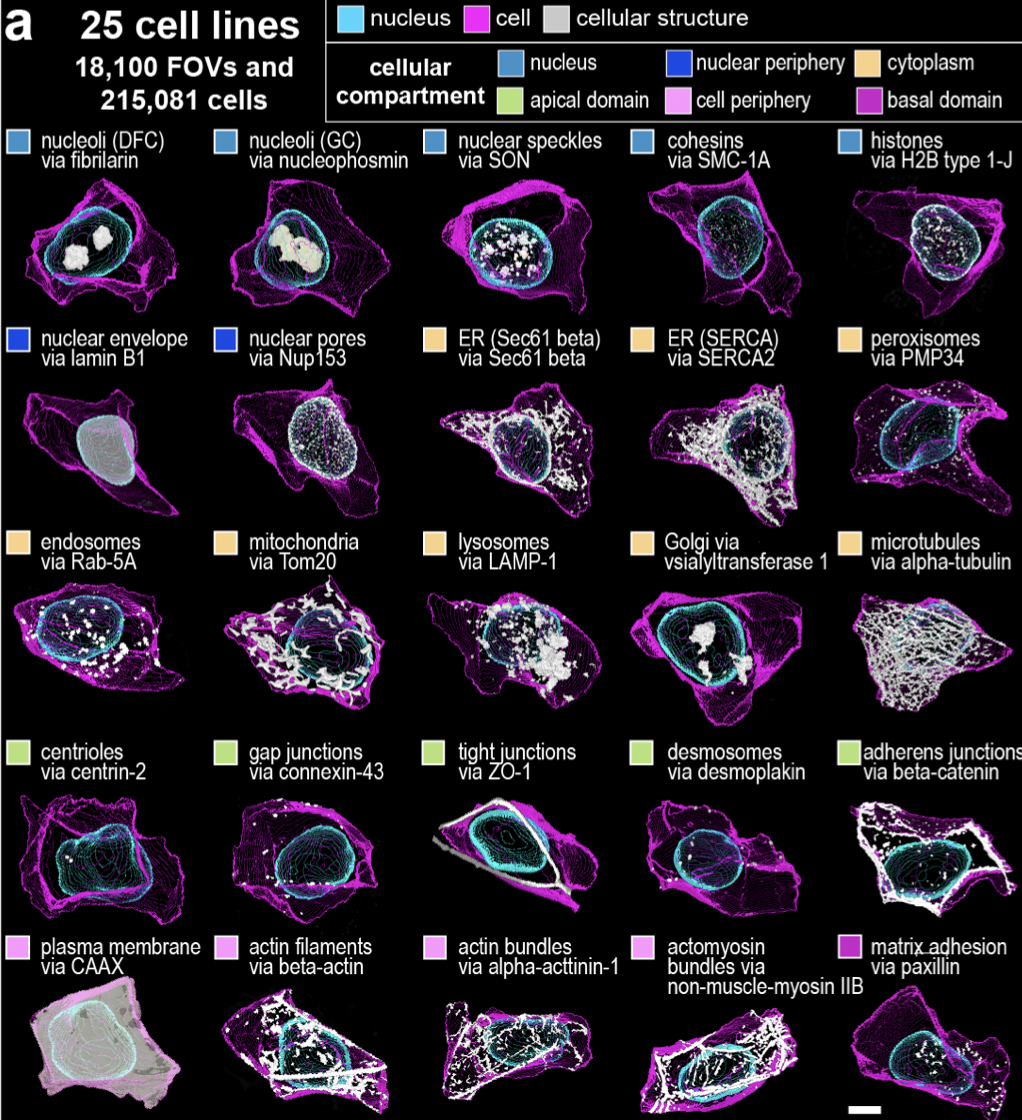 a
25 cell lines
18,100 FOVs and
215,081 cells
nucleus cell cellular structure
cellular
compartment
nucleus nuclear periphery cytoplasm
apical domain cell periphery basal domain
nucleoli (DFC)
via fibrilarin
nucleoli (GC)
via nucleophosmin
nuclear speckles
via SON
cohesins
via SMC-1A
histones
via H2B type 1-J
nuclear envelope
via lamin B1
nuclear pores
via Nup153
ER (Sec61 beta)
via Sec61 beta
ER (SERCA)
via SERCA2
peroxisomes
via PMP34
endosomes
via Rab-5A
mitochondria
via Tom20
lysosomes
via LAMP-1
Golgi via
vsialyltransferase 1
microtubules
via alpha-tubulin
centrioles
via centrin-2
gap junctions
via connexin-43
tight junctions
via ZO-1
desmosomes
via desmoplakin
adherens junctions
via beta-catenin
plasma membrane
via CAAX
actin filaments
via beta-actin
actin bundles
via alpha-acttinin-1
actomyosin
bundles via
non-muscle-myosin IIB
matrix adhesion
via paxillin